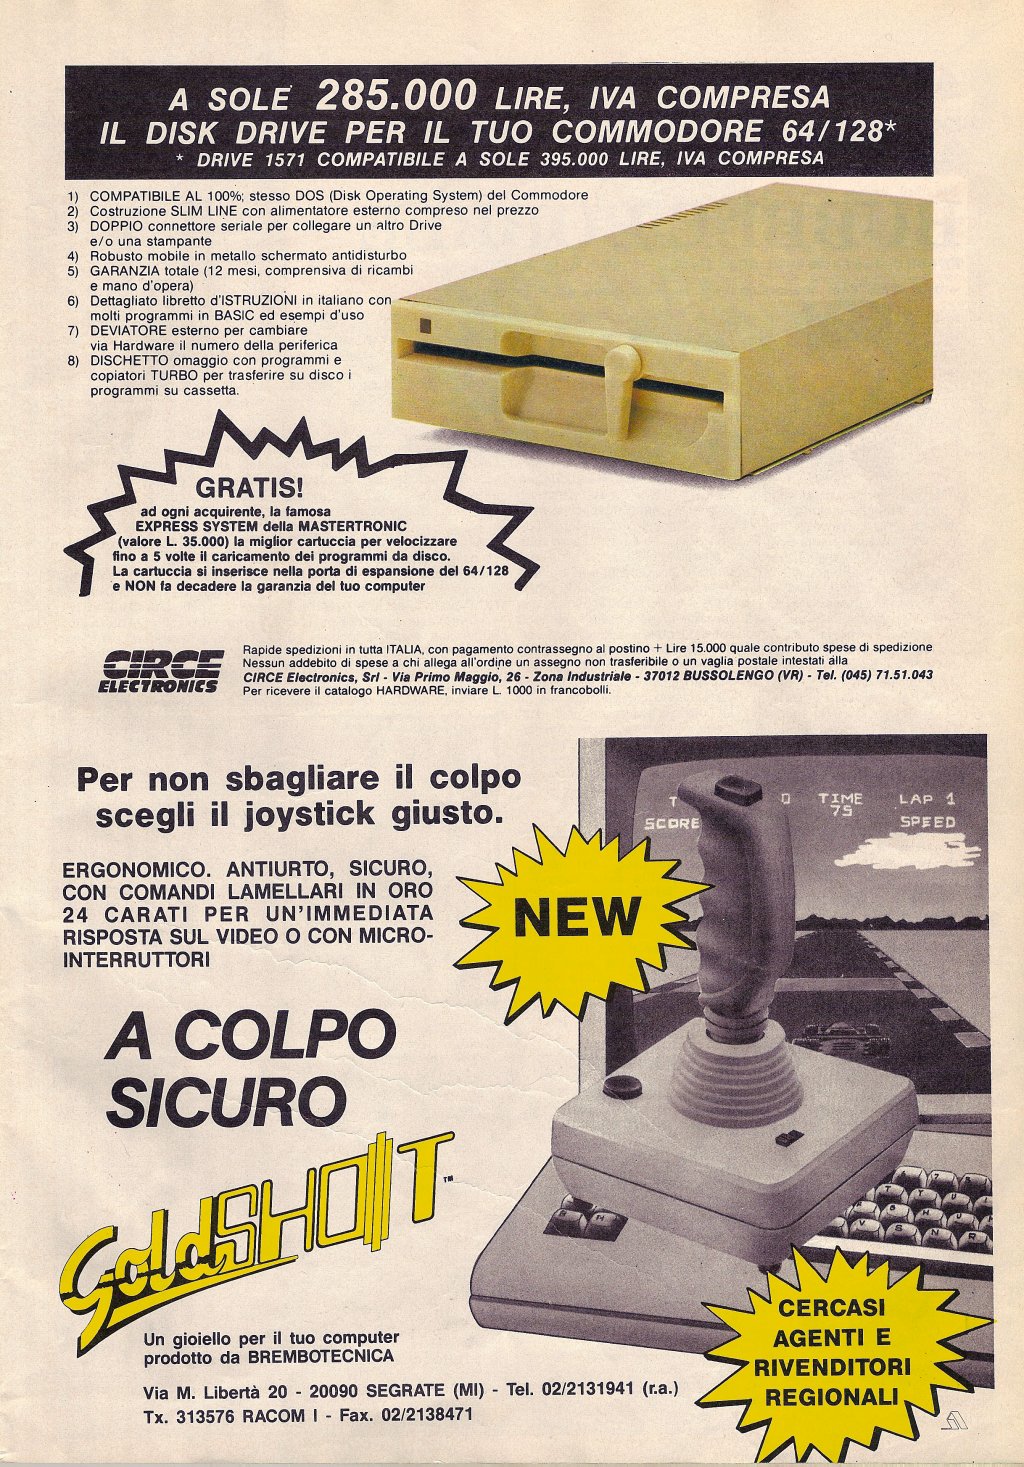 A SOLE 285.000 LIRE, IVA COMPRESA
IL DISK DRIVE PER IL TUO COMMODORE 64/128*
* DRIVE 1571 COMPATIBILE A SOLE 395.000 LIRE, IVA COMPRESA
1) COMPATIBILE AL 100%; stesso DOS (Disk Operating System) del Commodore
2) Costruzione SLIM LINE con alimentatore esterno compreso nel prezzo
3) DOPPIO connettore seriale per collegare un altro Drive
e/o una stampante
4) Robusto mobile in metallo schermato antidisturbo
5) GARANZIA totale (12 mesi, comprensiva di ricambi
e mano d'opera)
6) Dettagliato libretto d'ISTRUZIONI in italiano con
molti programmi in BASIC ed esempi d'uso
7) DEVIATORE esterno per cambiare
via Hardware il numero della periferica
8) DISCHETTO omaggio con programmi e
copiatori TURBO per trasferire su disco i
programmi su cassetta.
GRATIS!
ad ogni acquirente, la famosa
EXPRESS SYSTEM della MASTERTRONIC
(valore L. 35.000) la miglior cartuccia per velocizzare
fino a 5 volte il caricamento dei programmi da disco.
La cartuccia si inserisce nella porta di espansione del 64/128
e NON fa decadere la garanzia del tuo computer
CIRCE
ELECTRONICS
Rapide spedizioni in tutta ITALIA, con pagamento contrassegno al postino + Lire 15.000 quale contributo spese di spedizione
Nessun addebito di spese a chi allega all'ordine un assegno non trasferibile o un vaglia postale intestati alla
CIRCE Electronics, Srl - Via Primo Maggio, 26 - Zona Industriale - 37012 BUSSOLENGO (VR) - Tel. (045) 71.51.043
Per ricevere il catalogo HARDWARE, inviare L. 1000 in francobolli.
Per non sbagliare il colpo
scegli il joystick giusto.
ERGONOMICO. ANTIURTO, SICURO,
CON COMANDI LAMELLARI IN ORO
24 CARATI PER UN'IMMEDIATA
RISPOSTA SUL VIDEO O CON MICRO-
INTERRUTTORI
T 0 TIME LAP 1
75
SCORE SPEED
NEW
A COLPO
SICURO
Gold SHOT ™
Un gioiello per il tuo computer
prodotto da BREMBOTECNICA
Via M. Libertà 20 - 20090 SEGRATE (MI) - Tel. 02/2131941 (r.a.)
Tx. 313576 RACOM I - Fax. 02/2138471
CERCASI
AGENTI E
RIVENDITORI
REGIONALI